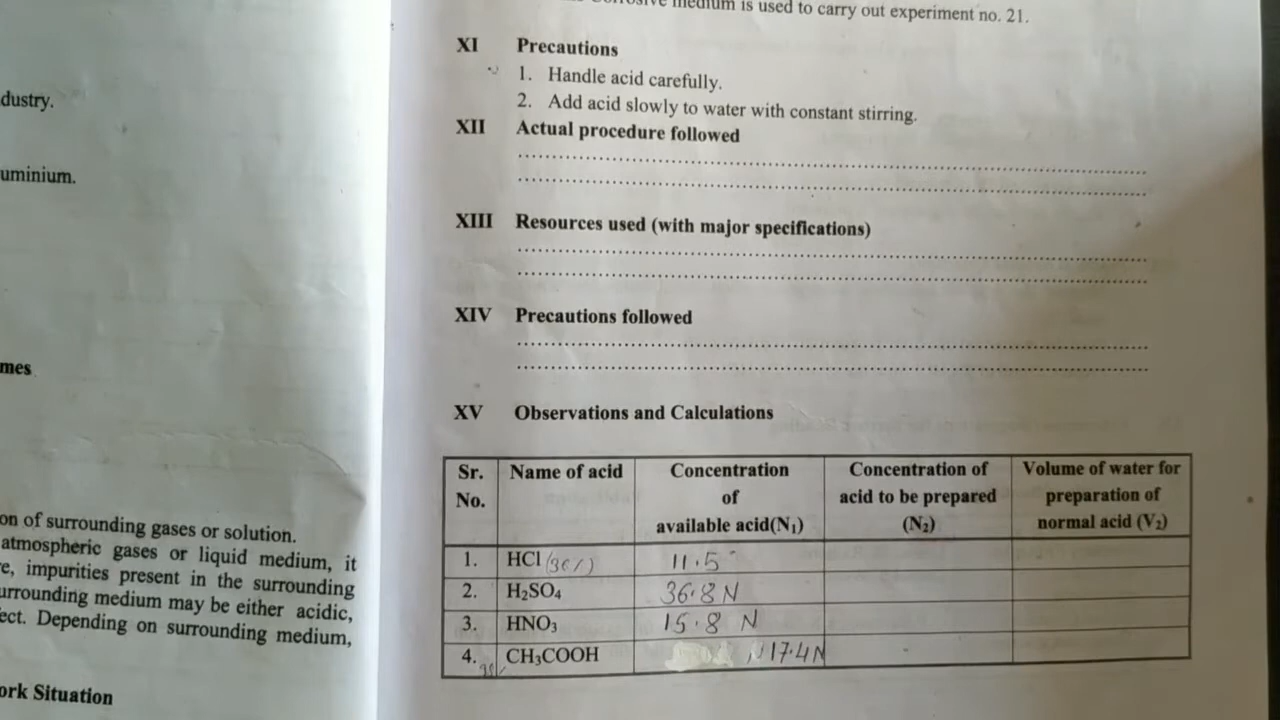 dustry.
uminium.
mes
on of surrounding gases or solution.
atmospheric gases or liquid medium, it
e, impurities present in the surrounding
urrounding medium may be either acidic,
ect. Depending on surrounding medium,
ork Situation
medium is used to carry out experiment no. 21.
XI Precautions
1. Handle acid carefully.
2. Add acid slowly to water with constant stirring.
XII Actual procedure followed
XIII Resources used (with major specifications)
XIV Precautions followed
XV Observations and Calculations
Sr. No. Name of acid Concentration of available acid(N₁) Concentration of acid to be prepared (N₂) Volume of water for preparation of normal acid (V₂)
1. HCl 11.5
2. H₂SO₄ 36.8 N
3. HNO₃ 15.8 N
4. CH₃COOH 17.4N